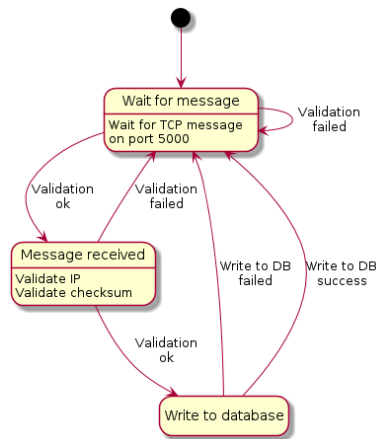 Wait for message
Wait for TCP message
on port 5000
Validation
failed
Validation
ok
Validation
failed
Message received
Validate IP
Validate checksum
Write to DB
failed
Write to DB
success
Validation
ok
Write to database